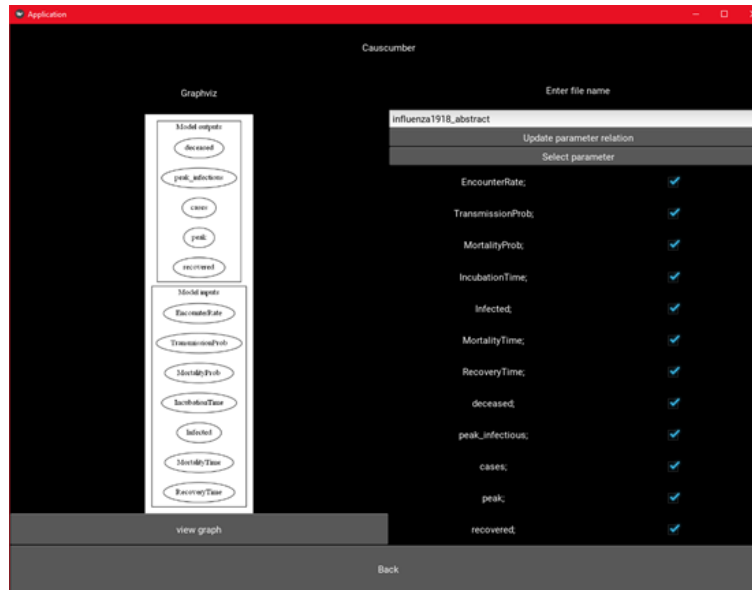 Application
Causcumber
Graphviz
Model outputs
deceased
peak_infectious
cases
peak
recovered
Model inputs
EncounterRate
TransmissionProb
MortalityProb
IncubationTime
Infected
MortalityTime
RecoveryTime
view graph
Enter file name
influenza1918_abstract
Update parameter relation
Select parameter
EncounterRate;
TransmissionProb;
MortalityProb;
IncubationTime;
Infected;
MortalityTime;
RecoveryTime;
deceased;
peak_infectious;
cases;
peak;
recovered;
Back